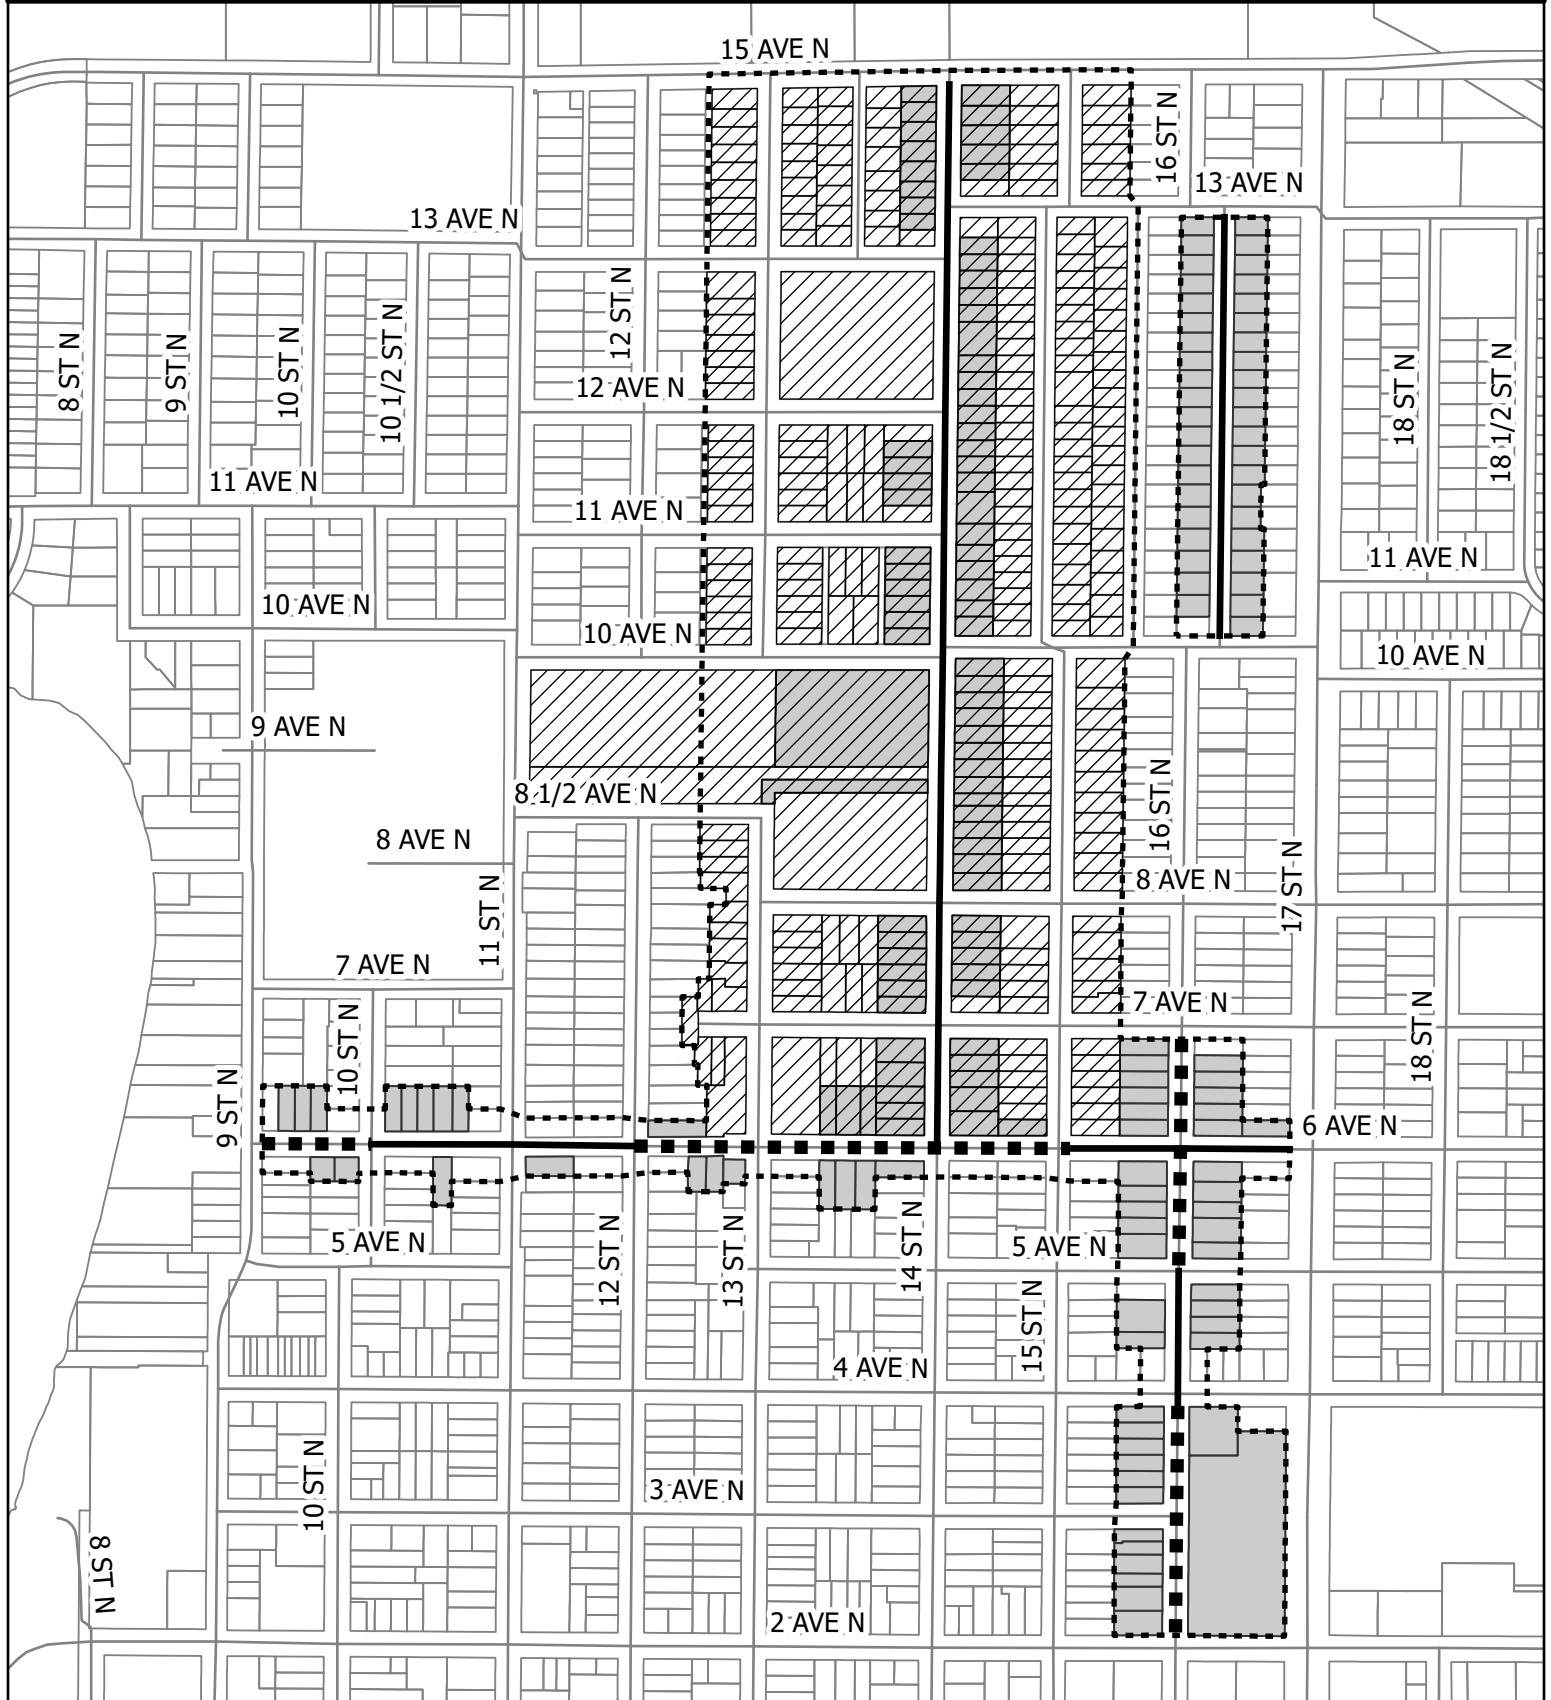 15 AVE N
16 ST N
13 AVE N
13 AVE N
12 ST N
8 ST N
9 ST N
10 ST N
10 1/2 ST N
18 ST N
18 1/2 ST N
12 AVE N
11 AVE N
11 AVE N
11 AVE N
10 AVE N
10 AVE N
10 AVE N
9 AVE N
8 1/2 AVE N
16 ST N
8 AVE N
17 ST N
8 AVE N
11 ST N
7 AVE N
7 AVE N
10 ST N
18 ST N
9 ST N
6 AVE N
5 AVE N
12 ST N
13 ST N
14 ST N
5 AVE N
15 ST N
4 AVE N
10 ST N
3 AVE N
8 ST N
2 AVE N